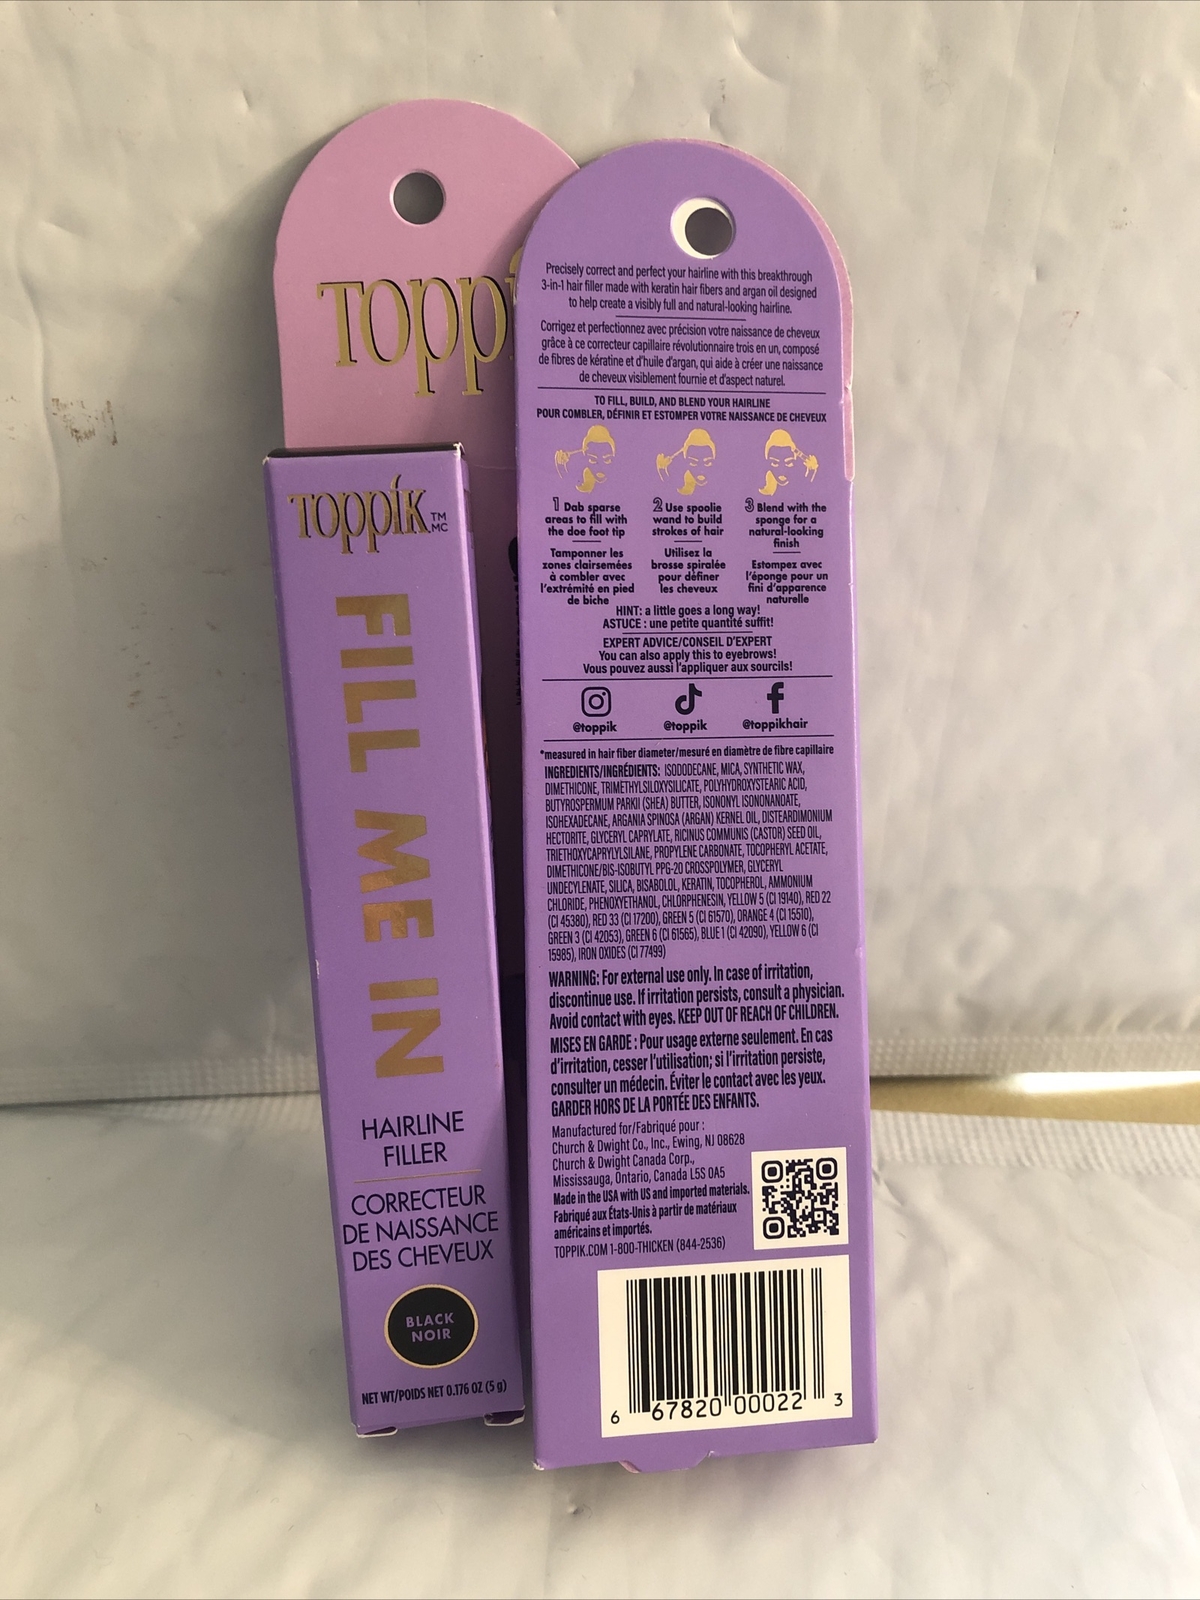 Toppik
Toppik TM
MC
FILL ME IN
HAIRLINE
FILLER
CORRECTEUR
DE NAISSANCE
DES CHEVEUX
BLACK
NOIR
NET WT/POIDS NET 0.176 OZ (5 g)
Precisely correct and perfect your hairline with this breakthrough
3-in-1 hair filler made with keratin hair fibers and argan oil designed
to help create a visibly full and natural-looking hairline.
Corrigez et perfectionnez avec précision votre naissance de cheveux
grâce à ce correcteur capillaire révolutionnaire trois en un, composé
de fibres de kératine et d'huile d'argan, qui aide à créer une naissance
de cheveux visiblement fournie et d'aspect naturel.
TO FILL, BUILD, AND BLEND YOUR HAIRLINE
POUR COMBLER, DÉFINIR ET ESTOMPER VOTRE NAISSANCE DE CHEVEUX
1 Dab sparse
areas to fill with
the doe foot tip
Tamponner les
zones clairsemées
à combler avec
l'extrémité en pied
de biche
2 Use spoolie
wand to build
strokes of hair
Utilisez la
brosse spiralée
pour définer
les cheveux
3 Blend with the
sponge for a
natural-looking
finish
Estompez avec
l'éponge pour un
fini d'apparence
naturelle
HINT: a little goes a long way!
ASTUCE : une petite quantité suffit!
EXPERT ADVICE/CONSEIL D'EXPERT
You can also apply this to eyebrows!
Vous pouvez aussi l'appliquer aux sourcils!
@toppik @toppik @toppikhair
*measured in hair fiber diameter/mesuré en diamètre de fibre capillaire
INGREDIENTS/INGRÉDIENTS: ISODODECANE, MICA, SYNTHETIC WAX,
DIMETHICONE, TRIMETHYLSILOXYSILICATE, POLYHYDROXYSTEARIC ACID,
BUTYROSPERMUM PARKII (SHEA) BUTTER, ISONONYL ISONONANOATE,
ISOHEXADECANE, ARGANIA SPINOSA (ARGAN) KERNEL OIL, DISTEARDIMONIUM
HECTORITE, GLYCERYL CAPRYLATE, RICINUS COMMUNIS (CASTOR) SEED OIL,
TRIETHOXYCAPRYLYLSILANE, PROPYLENE CARBONATE, TOCOPHERYL ACETATE,
DIMETHICONE/BIS-ISOBUTYL PPG-20 CROSSPOLYMER, GLYCERYL
UNDECYLENATE, SILICA, BISABOLOL, KERATIN, TOCOPHEROL, AMMONIUM
CHLORIDE, PHENOXYETHANOL, CHLORPHENESIN, YELLOW 5 (CI 19140), RED 22
(CI 45380), RED 33 (CI 17200), GREEN 5 (CI 61570), ORANGE 4 (CI 15510),
GREEN 3 (CI 42053), GREEN 6 (CI 61565), BLUE 1 (CI 42090), YELLOW 6 (CI
15985), IRON OXIDES (CI 77499)
WARNING: For external use only. In case of irritation,
discontinue use. If irritation persists, consult a physician.
Avoid contact with eyes. KEEP OUT OF REACH OF CHILDREN.
MISES EN GARDE : Pour usage externe seulement. En cas
d'irritation, cesser l'utilisation; si l'irritation persiste,
consulter un médecin. Éviter le contact avec les yeux.
GARDER HORS DE LA PORTÉE DES ENFANTS.
Manufactured for/Fabriqué pour :
Church & Dwight Co., Inc., Ewing, NJ 08628
Church & Dwight Canada Corp.,
Mississauga, Ontario, Canada L5S 0A5
Made in the USA with US and imported materials.
Fabriqué aux États-Unis à partir de matériaux
américains et importés.
TOPPIK.COM 1-800-THICKEN (844-2536)
6 67820 00022 3